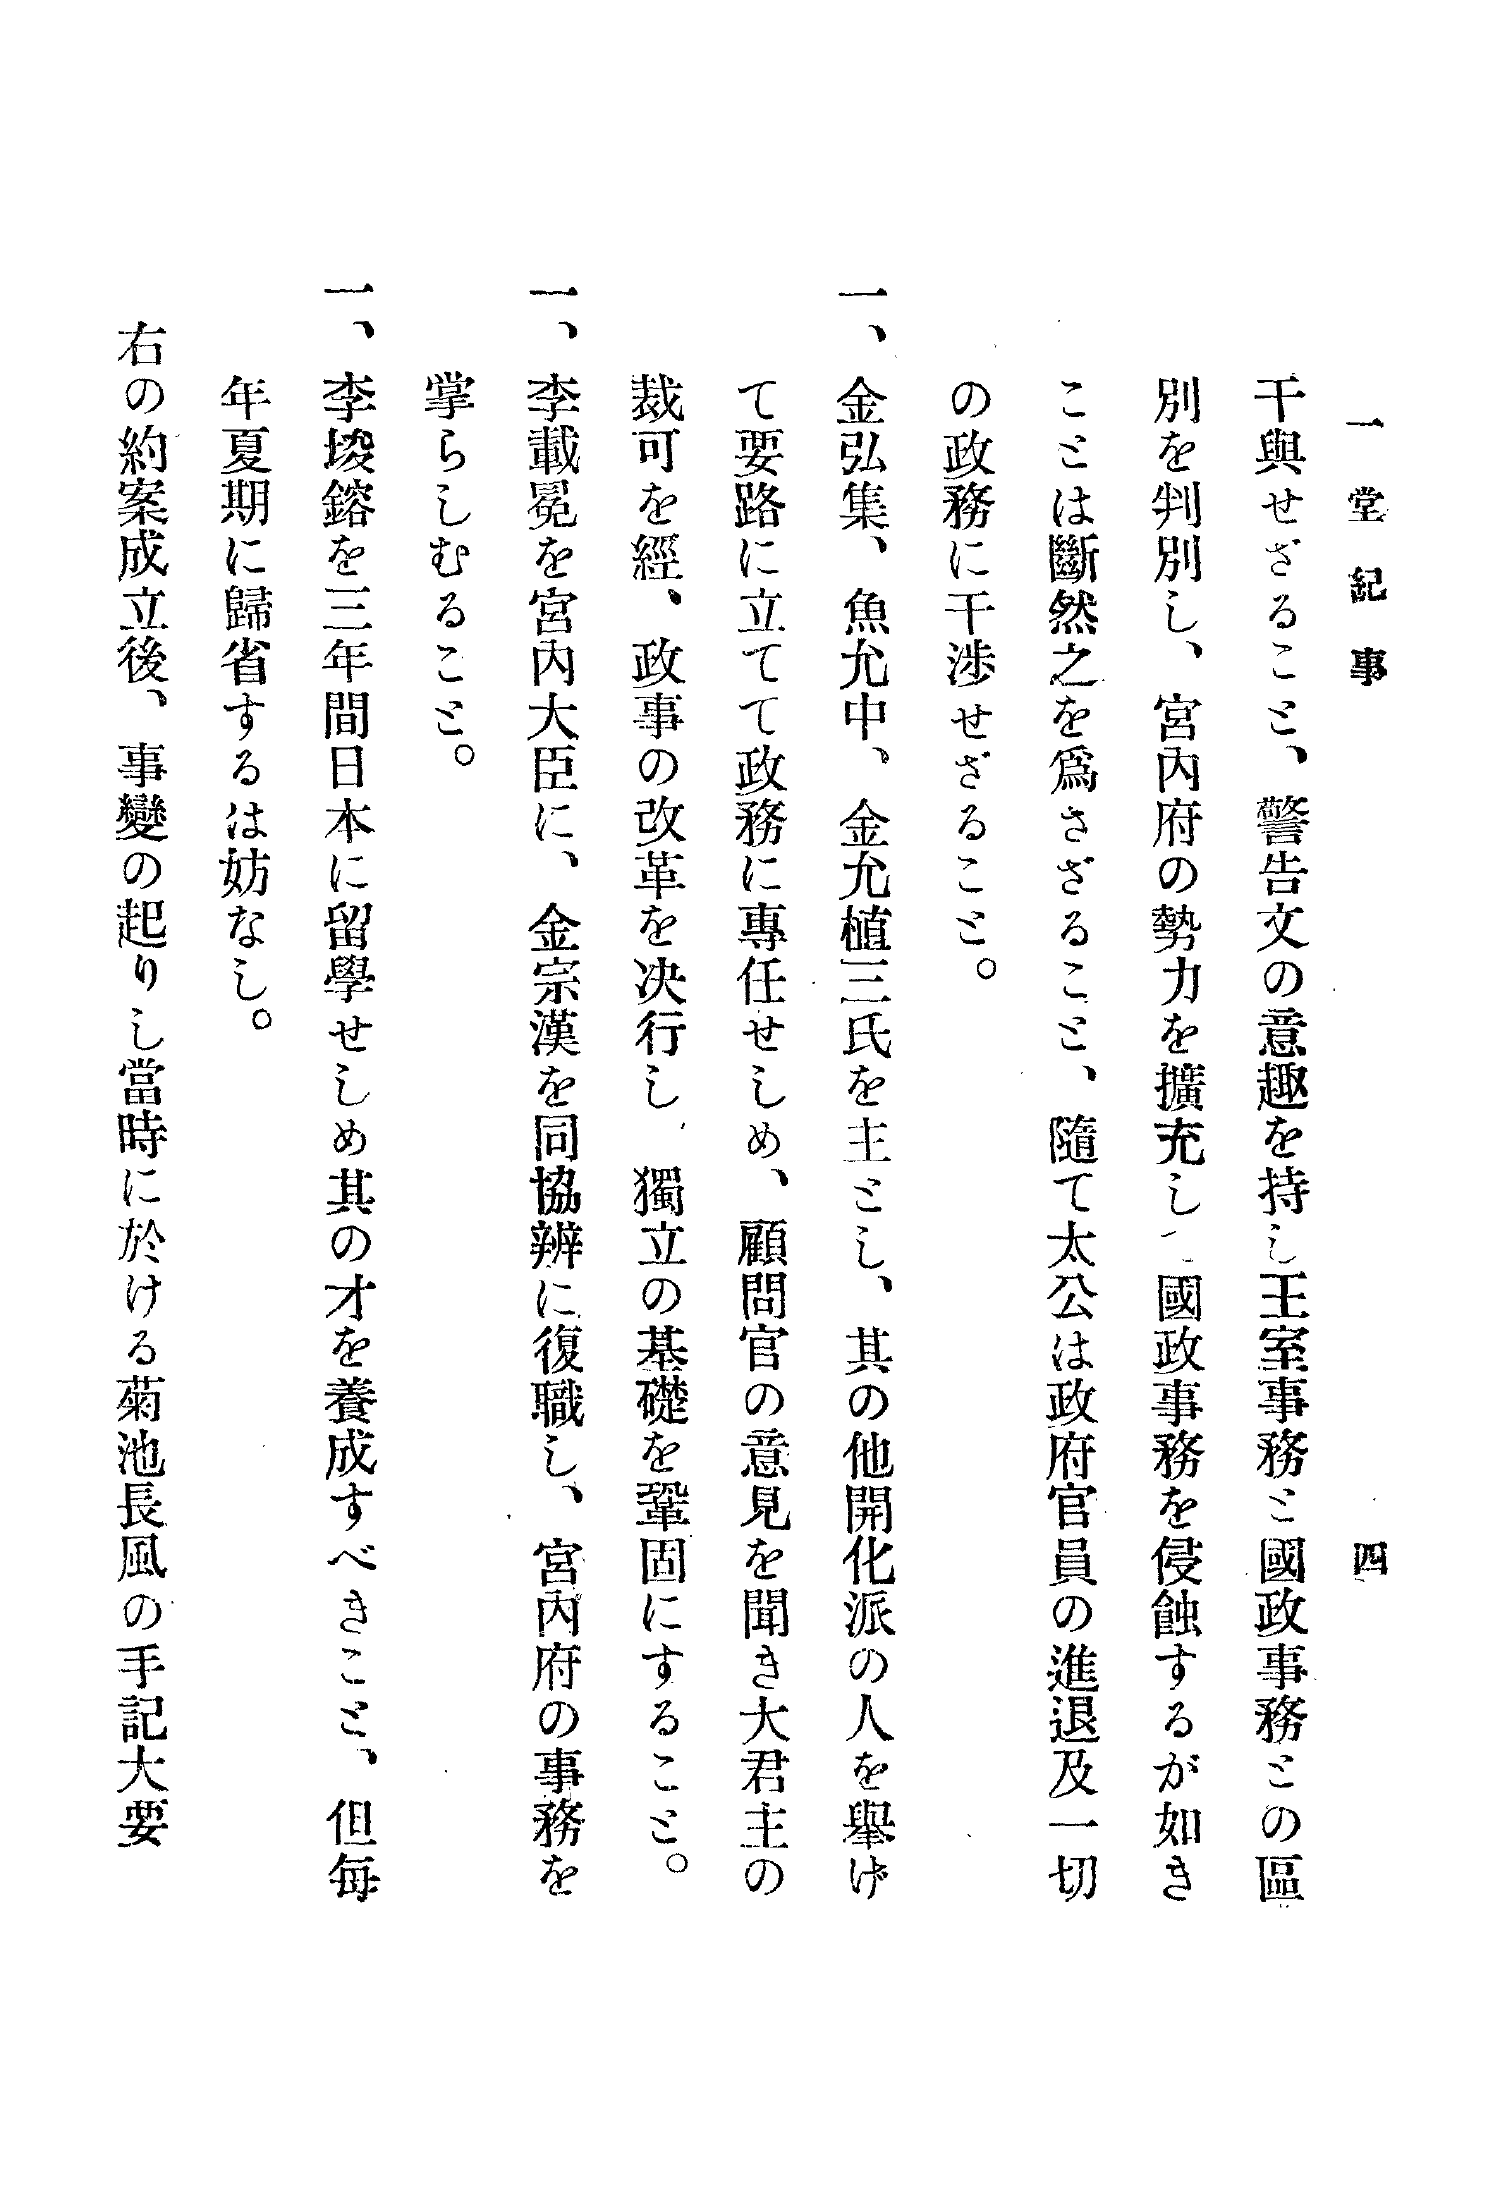 一堂記事
四
干與せざること、警告文の意趣を持し王室事務と國政事務との區
別を判別し、宮內府の勢力を擴充して國政事務を侵蝕するが如き
ことは斷然之を爲さざること、隨て太公は政府官員の進退及一切
の政務に干涉せざること。
一、金弘集、魚允中、金允植三氏を主とし、其の他開化派の人を擧げ
て要路に立てて政務に專任せしめ、顧問官の意見を聞き大君主の
裁可を經、政事の改革を決行し、獨立の基礎を鞏固にすること。
一、李載冕を宮內大臣に、金宗漢を同協辨に復職し、宮內府の事務を
掌らしむること。
一、李埈鎔を三年間日本に留學せしめ其の才を養成すべきこと、但每
年夏期に歸省するは妨なし。
右の約案成立後、事變の起りし當時に於ける菊池長風の手記大要